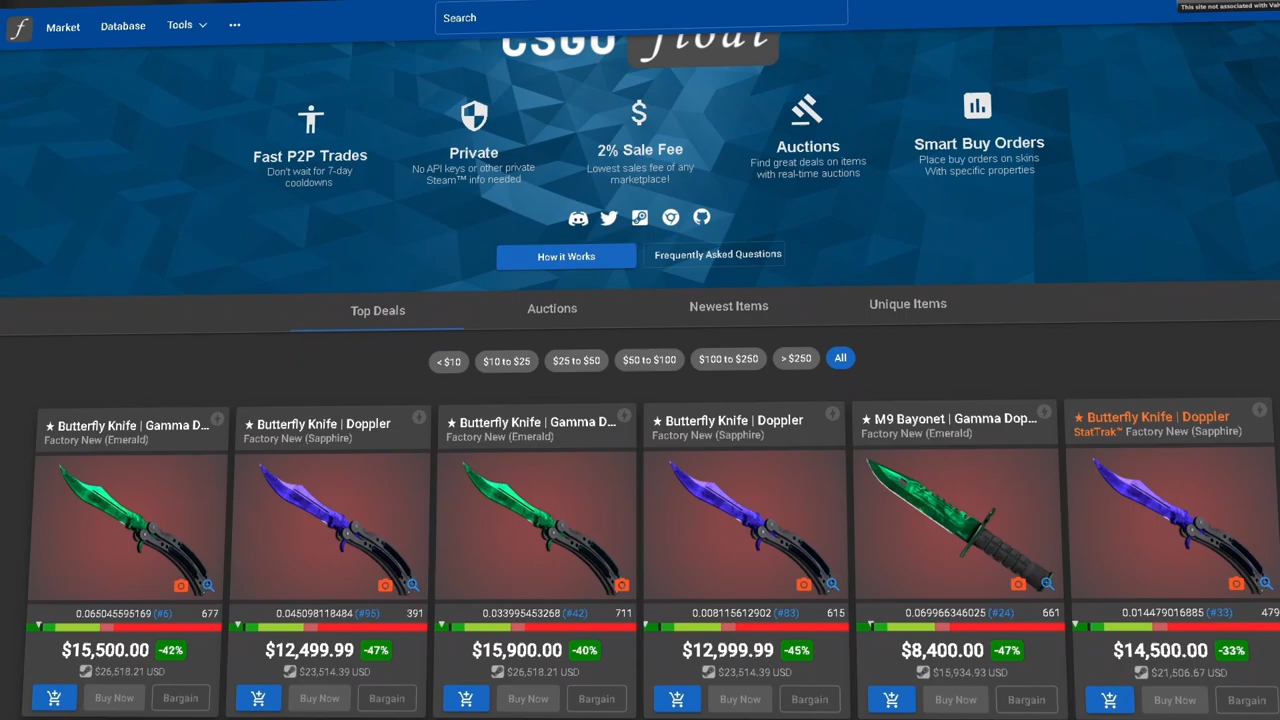 This site not associated with
f Market Database Tools ...
Search
CSGO float
Fast P2P Trades
Don't wait for 7-day
cooldowns
Private
No API keys or other private
Steam™ info needed
2% Sale Fee
Lowest sales fee of any
marketplace!
Auctions
Find great deals on items
with real-time auctions
Smart Buy Orders
Place buy orders on skins
With specific properties
How it Works
Frequently Asked Questions
Top Deals
Auctions
Newest Items
Unique Items
< $10
$10 to $25
$25 to $50
$50 to $100
$100 to $250
> $250
All
★ Butterfly Knife | Gamma D...
Factory New (Emerald)
0.065045595169 (#6) 677
$15,500.00 -42%
$26,518.21 USD
Buy Now Bargain
★ Butterfly Knife | Doppler
Factory New (Sapphire)
0.045098118484 (#95) 391
$12,499.99 -47%
$23,514.39 USD
Buy Now Bargain
★ Butterfly Knife | Gamma D...
Factory New (Emerald)
0.033995453268 (#42) 711
$15,900.00 -40%
$26,518.21 USD
Buy Now Bargain
★ Butterfly Knife | Doppler
Factory New (Sapphire)
0.008115612902 (#83) 615
$12,999.00 -45%
$23,514.39 USD
Buy Now Bargain
★ M9 Bayonet | Gamma Dop...
Factory New (Emerald)
0.069966346025 (#24) 661
$8,400.00 -47%
$15,934.93 USD
Buy Now Bargain
★ Butterfly Knife | Doppler
StatTrak™ Factory New (Sapphire)
0.014479016885 (#33) 479
$14,500.00 -33%
$21,506.67 USD
Buy Now Bargain